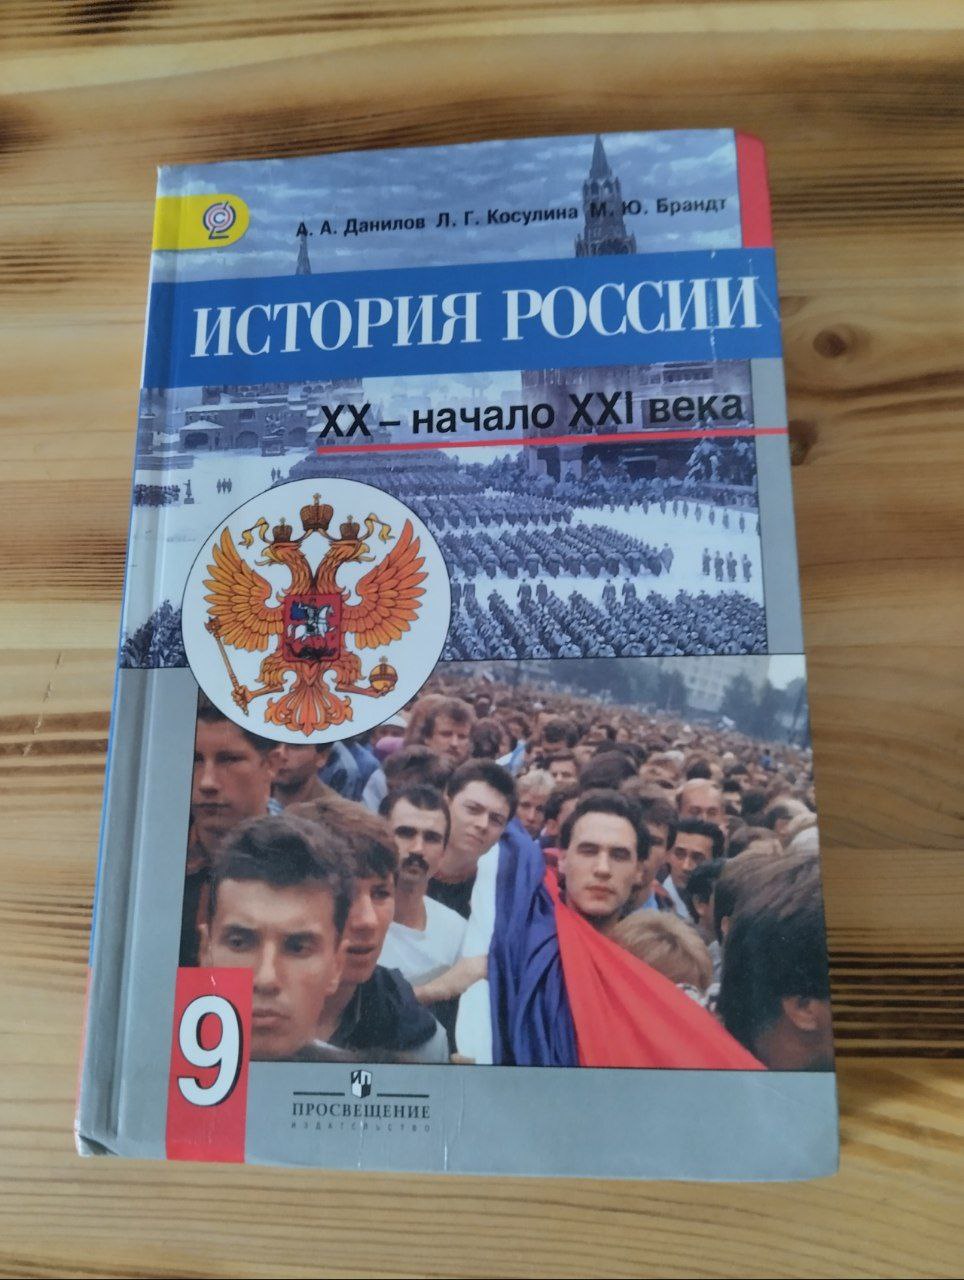 А. А. Данилов Л. Г. Косулина М. Ю. Брандт
ИСТОРИЯ РОССИИ
XX – начало XXI века
9
ПРОСВЕЩЕНИЕ
ИЗДАТЕЛЬСТВО